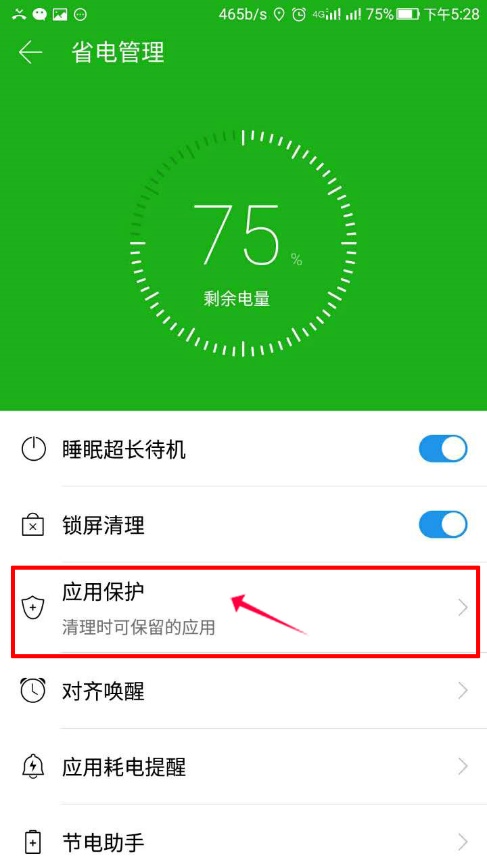 465b/s 4G 75% 下午5:28
省电管理
75%
剩余电量
睡眠超长待机
锁屏清理
应用保护
清理时可保留的应用
对齐唤醒
应用耗电提醒
节电助手